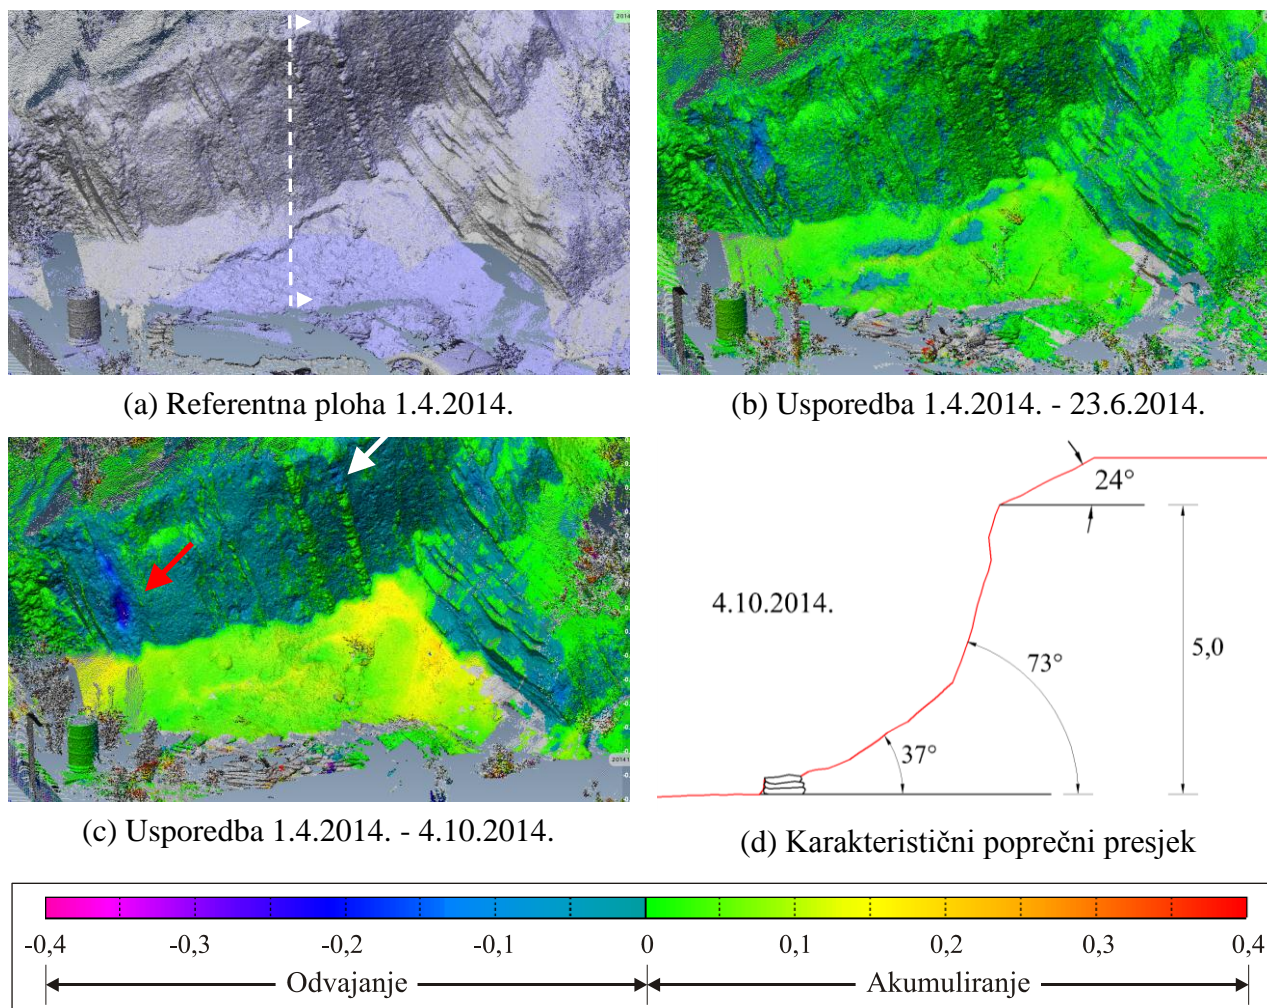 2014
(a) Referentna ploha 1.4.2014.
(b) Usporedba 1.4.2014. - 23.6.2014.
(c) Usporedba 1.4.2014. - 4.10.2014.
24°
4.10.2014.
73°
5,0
37°
(d) Karakteristični poprečni presjek
-0,4 -0,3 -0,2 -0,1 0 0,1 0,2 0,3 0,4
Odvajanje Akumuliranje